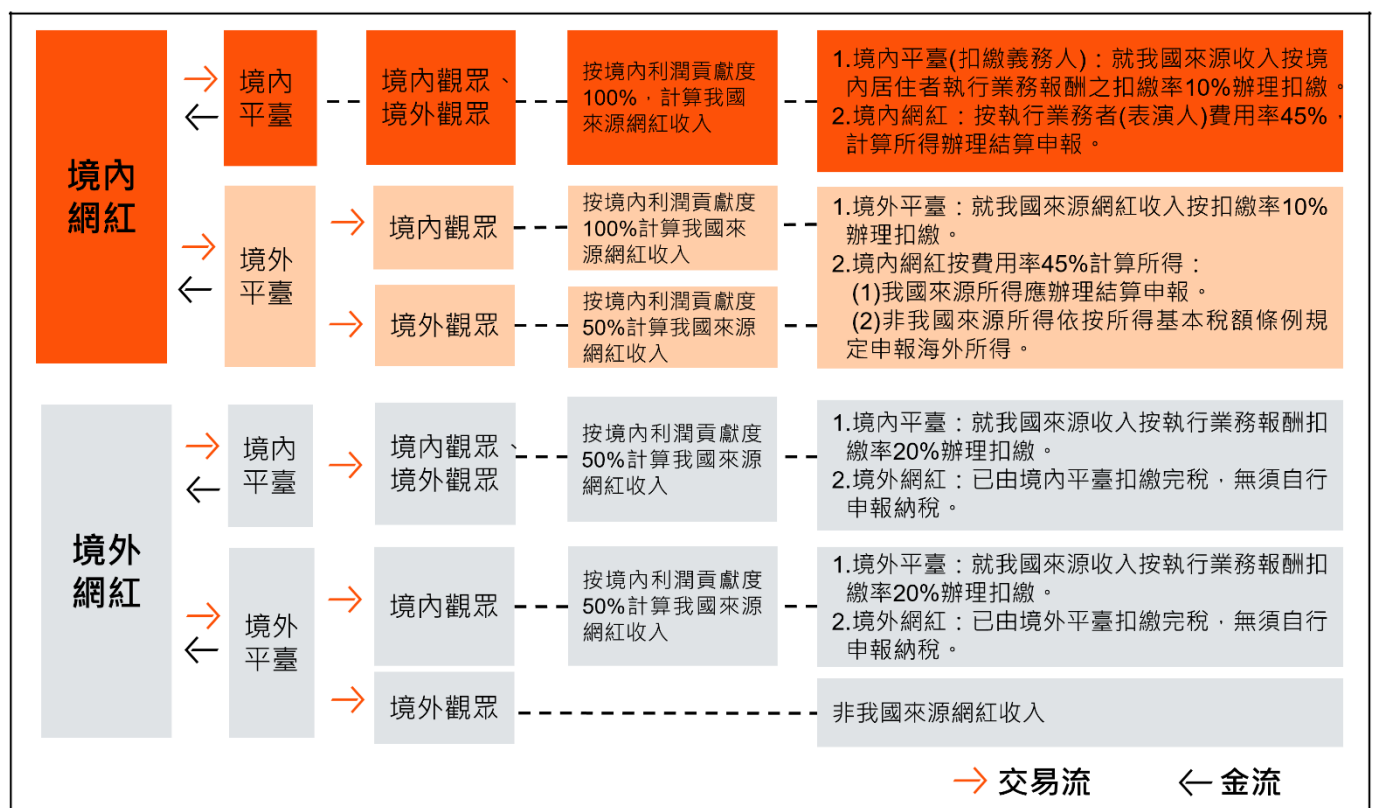 境內
網紅
境內
平臺
境內觀眾、
境外觀眾
按境內利潤貢獻度
100%，計算我國
來源網紅收入
1.境內平臺(扣繳義務人)：就我國來源收入按境
內居住者執行業務報酬之扣繳率10%辦理扣繳。
2.境內網紅：按執行業務者(表演人)費用率45%，
計算所得辦理結算申報。
境外
平臺
境內觀眾
按境內利潤貢獻度
100%計算我國來
源網紅收入
境外觀眾
按境內利潤貢獻度
50%計算我國來源
網紅收入
1.境外平臺：就我國來源網紅收入按扣繳率10%
辦理扣繳。
2.境內網紅按費用率45%計算所得：
(1)我國來源所得應辦理結算申報。
(2)非我國來源所得依按所得基本稅額條例規
定申報海外所得。
境外
網紅
境內
平臺
境內觀眾、
境外觀眾
按境內利潤貢獻度
50%計算我國來源
網紅收入
1.境內平臺：就我國來源收入按執行業務報酬扣
繳率20%辦理扣繳。
2.境外網紅：已由境內平臺扣繳完稅，無須自行
申報納稅。
境外
平臺
境內觀眾
按境內利潤貢獻度
50%計算我國來源
網紅收入
1.境外平臺：就我國來源收入按執行業務報酬扣
繳率20%辦理扣繳。
2.境外網紅：已由境外平臺扣繳完稅，無須自行
申報納稅。
境外觀眾
非我國來源網紅收入
交易流
金流